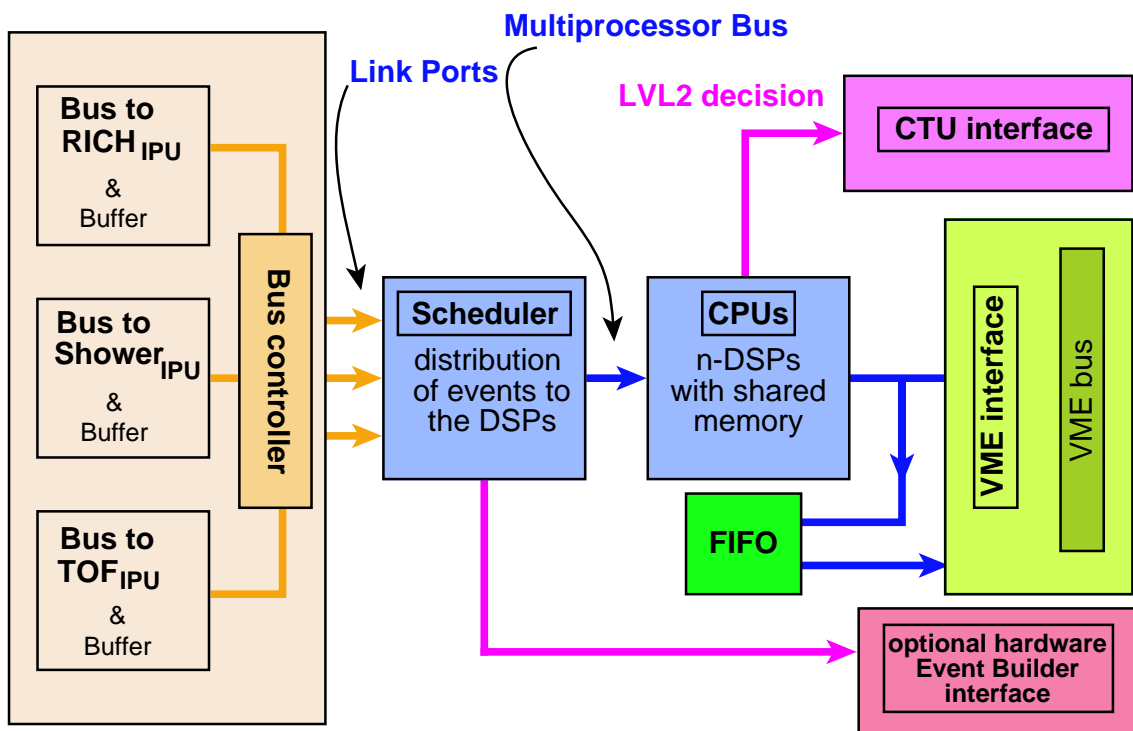 Multiprocessor Bus
Link Ports
LVL2 decision
Bus to
RICH IPU
&
Buffer
Bus to
Shower IPU
&
Buffer
Bus to
TOF IPU
&
Buffer
Bus controller
Scheduler
distribution
of events to
the DSPs
CPUs
n-DSPs
with shared
memory
CTU interface
VME interface
VME bus
FIFO
optional hardware
Event Builder
interface